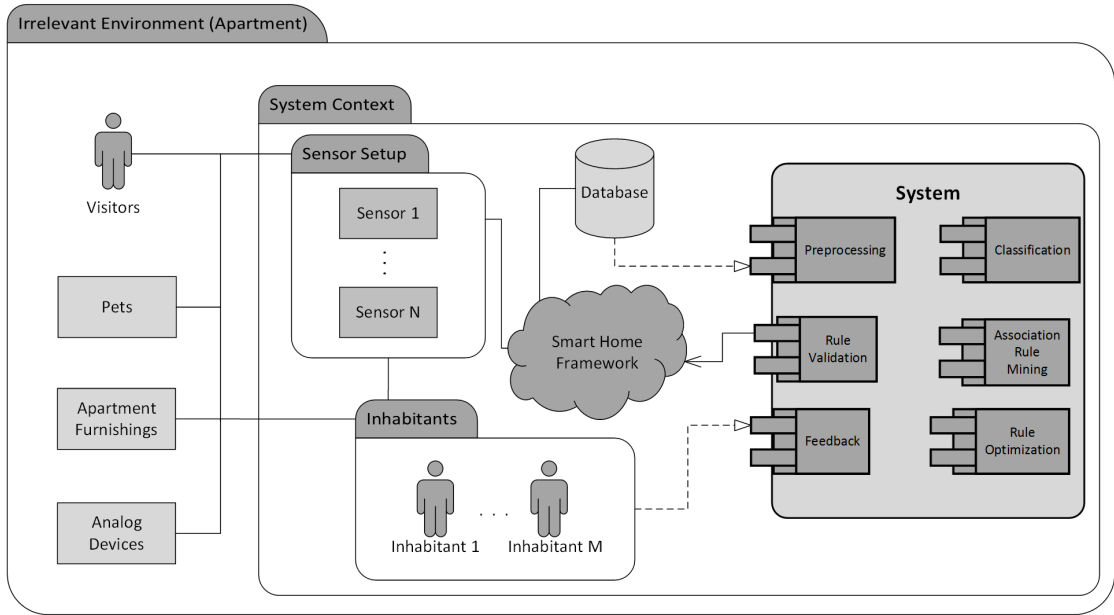 Irrelevant Environment (Apartment)
System Context
Sensor Setup
Visitors
Sensor 1
Sensor N
Pets
Apartment
Furnishings
Analog
Devices
Database
Smart Home
Framework
Inhabitants
Inhabitant 1
. . .
Inhabitant M
System
Preprocessing
Classification
Rule
Validation
Association
Rule
Mining
Feedback
Rule
Optimization